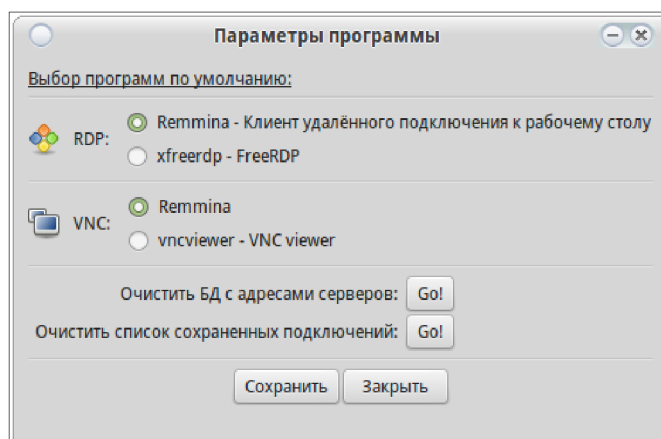 Параметры программы
Выбор программ по умолчанию:
RDP:
Remmina - Клиент удалённого подключения к рабочему столу
xfreerdp - FreeRDP
VNC:
Remmina
vncviewer - VNC viewer
Очистить БД с адресами серверов: Go!
Очистить список сохраненных подключений: Go!
Сохранить Закрыть